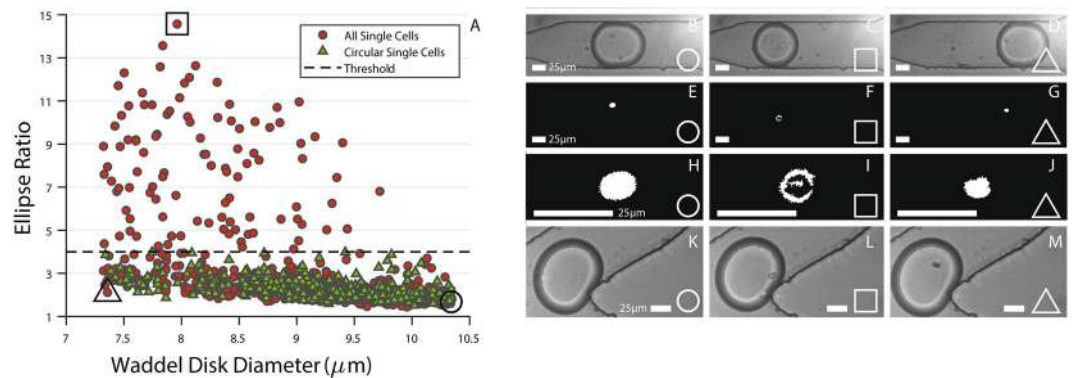 A
15
13
11
9
7
5
3
1
Ellipse Ratio
All Single Cells
Circular Single Cells
Threshold
7
7.5
8
8.5
9
9.5
10
10.5
Waddel Disk Diameter (μm)
B
C
D
25μm
E
F
G
25μm
H
I
J
25μm
K
L
M
25μm